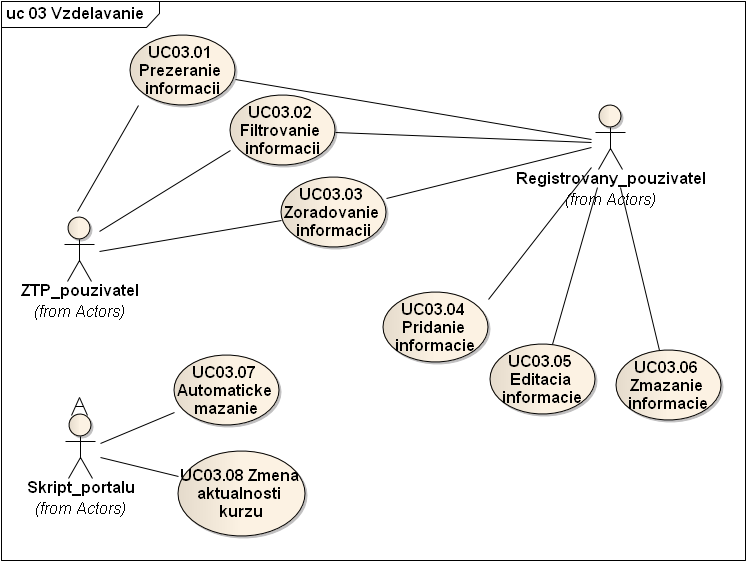 uc 03 Vzdelavanie
UC03.01
Prezeranie
informacii
UC03.02
Filtrovanie
informacii
UC03.03
Zoradovanie
informacii
Registrovany_pouzivatel
(from Actors)
ZTP_pouzivatel
(from Actors)
UC03.04
Pridanie
informacie
UC03.05
Editacia
informacie
UC03.06
Zmazanie
informacie
UC03.07
Automaticke
mazanie
UC03.08 Zmena
aktualnosti
kurzu
Skript_portalu
(from Actors)